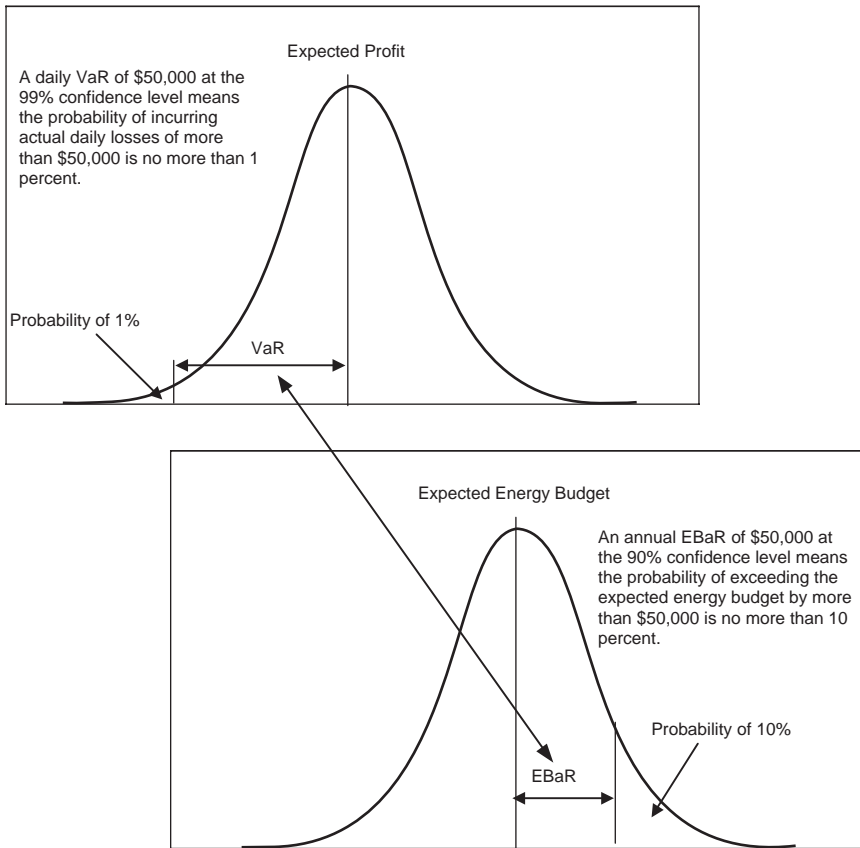 Expected Profit
A daily VaR of $50,000 at the
99% confidence level means
the probability of incurring
actual daily losses of more
than $50,000 is no more than 1
percent.
Probability of 1%
VaR
Expected Energy Budget
An annual EBaR of $50,000 at
the 90% confidence level means
the probability of exceeding the
expected energy budget by more
than $50,000 is no more than 10
percent.
Probability of 10%
EBaR